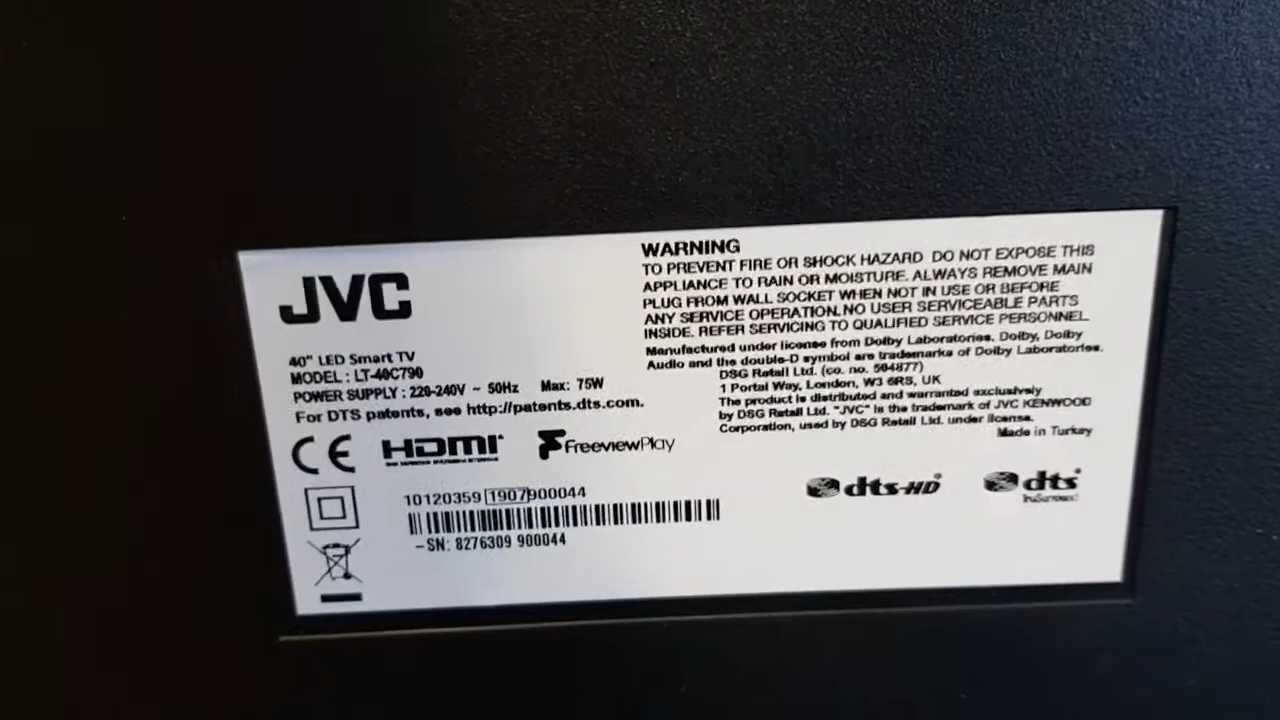 JVC
40" LED Smart TV
MODEL : LT-40C790
POWER SUPPLY : 220-240V ~ 50Hz Max: 75W
For DTS patents, see http://patents.dts.com.
CE HDMI FreeviewPlay
10120359 1907 900044
-SN: 8276309 900044
WARNING
TO PREVENT FIRE OR SHOCK HAZARD DO NOT EXPOSE THIS
APPLIANCE TO RAIN OR MOISTURE. ALWAYS REMOVE MAIN
PLUG FROM WALL SOCKET WHEN NOT IN USE OR BEFORE
ANY SERVICE OPERATION. NO USER SERVICEABLE PARTS
INSIDE. REFER SERVICING TO QUALIFIED SERVICE PERSONNEL
Manufactured under license from Dolby Laboratories. Dolby, Dolby
Audio and the double-D symbol are trademarks of Dolby Laboratories.
DSG Retail Ltd. (co. no. 504877)
1 Portal Way, London, W3 6RS, UK
The product is distributed and warranted exclusively
by DSG Retail Ltd. "JVC" is the trademark of JVC KENWOOD
Corporation, used by DSG Retail Ltd. under license.
Made in Turkey
dts-HD
dts
TruSurround